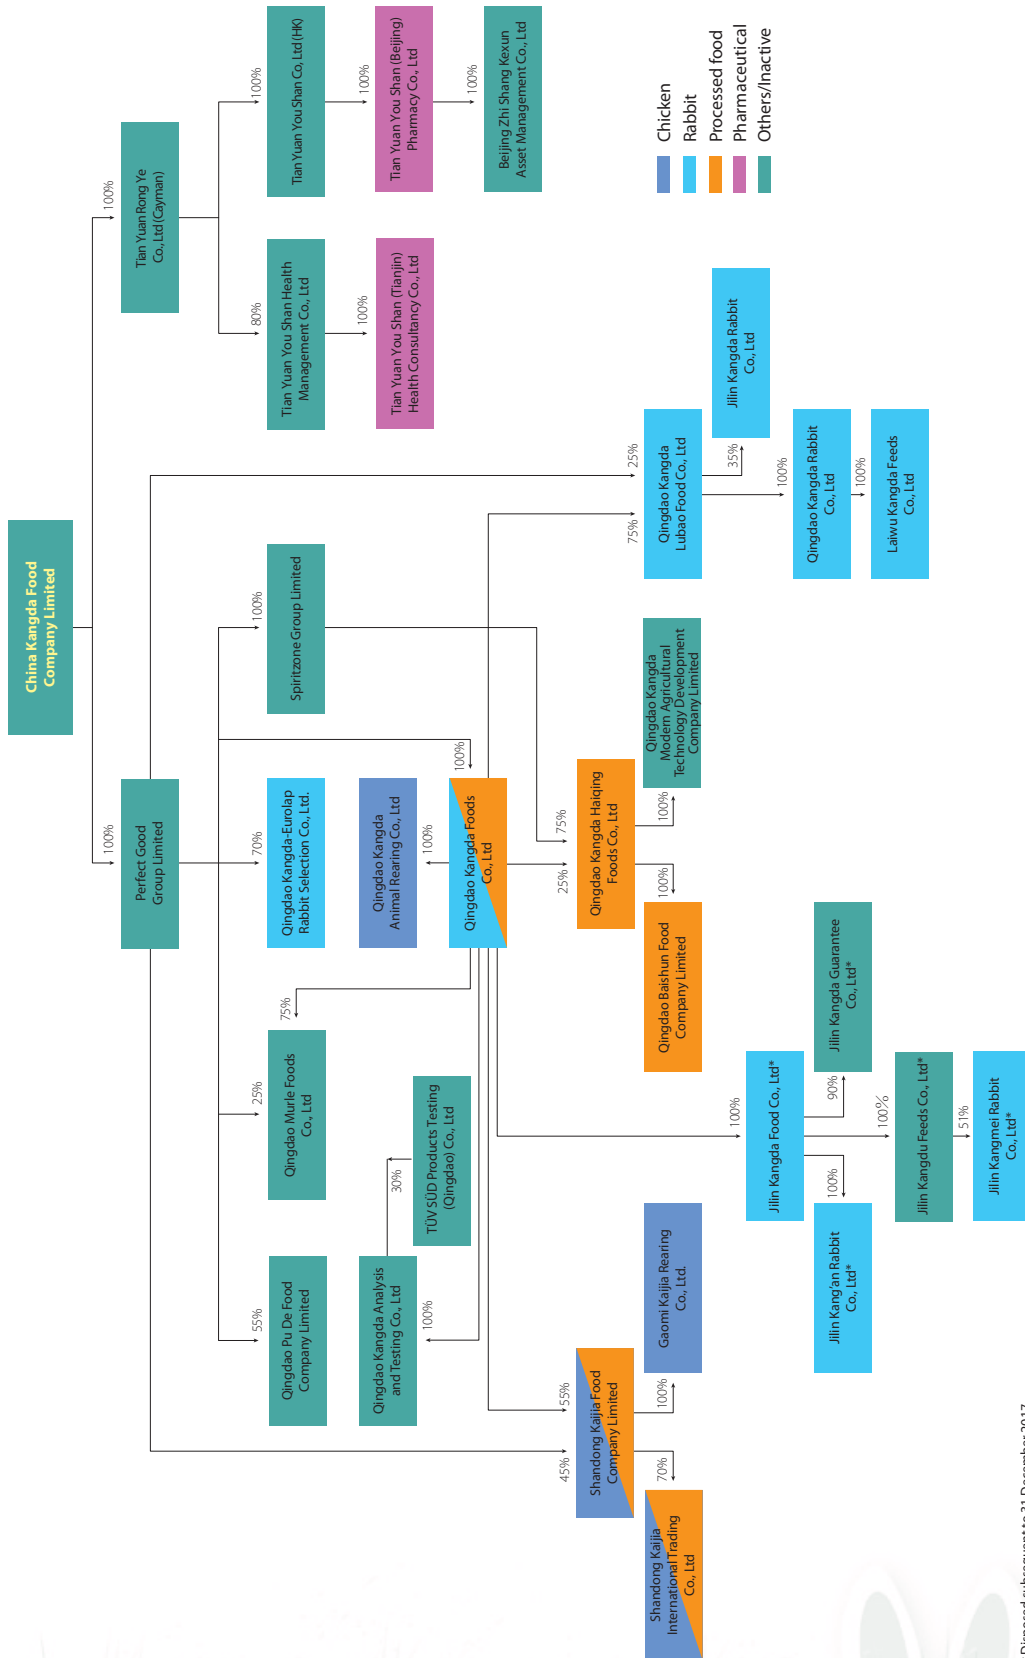 China Kangda Food
Company Limited
100%
100%
Perfect Good
Group Limited
Tian Yuan Rong Ye
Co., Ltd (Cayman)
55%
25%
75%
70%
100%
100%
80%
100%
Qingdao Pu De Food
Company Limited
Qingdao Murle Foods
Co., Ltd
Qingdao Kangda-Eurolap
Rabbit Selection Co., Ltd.
Spiritzone Group Limited
Tian Yuan You Shan Health
Management Co., Ltd
Tian Yuan You Shan Co, Ltd (HK)
100%
100%
Qingdao Kangda Analysis
and Testing Co., Ltd
30%
Qingdao Kangda
Animal Rearing Co., Ltd
Tian Yuan You Shan (Tianjin)
Health Consultancy Co., Ltd
Tian Yuan You Shan (Beijing)
Pharmacy Co., Ltd
100%
100%
100%
TÜV SÜD Products Testing
(Qingdao) Co., Ltd
Qingdao Kangda Foods
Co., Ltd
Beijing Zhi Shang Kexun
Asset Management Co., Ltd
45%
55%
25%
75%
Shandong Kaijia Food
Company Limited
Qingdao Kangda Haiqing
Foods Co., Ltd
75%
25%
70%
100%
100%
100%
Shandong Kaijia
International Trading
Co., Ltd
Gaomi Kaijia Rearing
Co., Ltd.
Qingdao Baishun Food
Company Limited
Qingdao Kangda
Modern Agricultural
Technology Development
Company Limited
Qingdao Kangda
Lubao Food Co., Ltd
100%
35%
Jilin Kangda Food Co., Ltd*
Jilin Kangda Rabbit
Co., Ltd
100%
90%
100%
Jilin Kang'an Rabbit
Co., Ltd*
Jilin Kangda Guarantee
Co., Ltd*
Qingdao Kangda Rabbit
Co., Ltd
100%
100%
Jilin Kangdu Feeds Co., Ltd*
Laiwu Kangda Feeds
Co., Ltd
51%
Jilin Kangmei Rabbit
Co., Ltd*
Chicken
Rabbit
Processed food
Pharmaceutical
Others/Inactive
Disposed subsequent to 31 December 2017